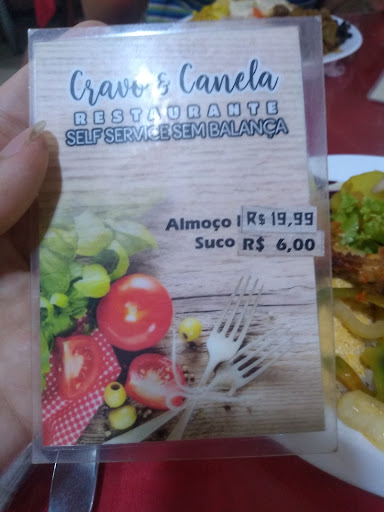 Cravo & Canela
RESTAURANTE
SELF SERVICE SEM BALANÇA
Almoço R$ 19,99
Suco R$ 6,00